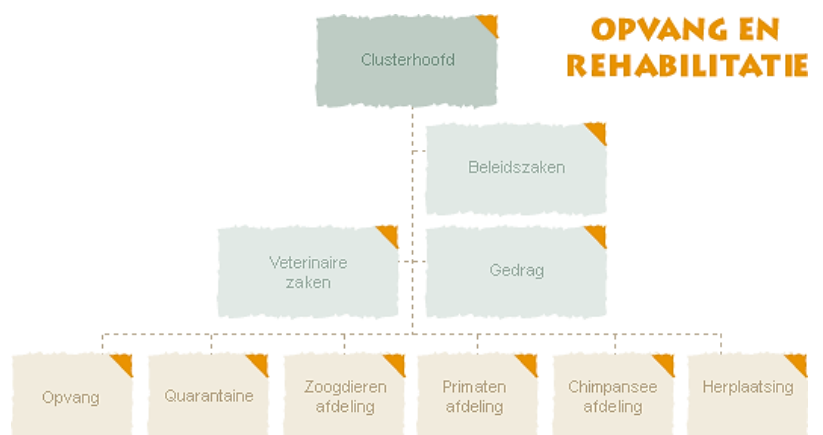 OPVANG EN
REHABILITATIE
Clusterhoofd
Beleidszaken
Veterinaire
zaken
Gedrag
Opvang
Quarantaine
Zoogdieren
afdeling
Primaten
afdeling
Chimpansee
afdeling
Herplaatsing